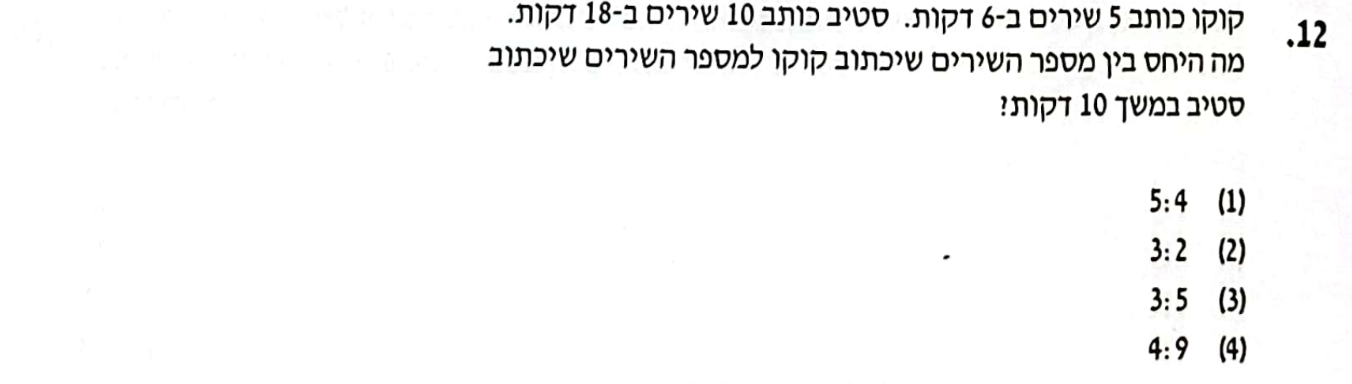 12. קוקו כותב 5 שירים ב-6 דקות. סטיב כותב 10 שירים ב-18 דקות.
מה היחס בין מספר השירים שיכתוב קוקו למספר השירים שיכתוב
סטיב במשך 10 דקות?
(1) 5:4
(2) 3:2
(3) 3:5
(4) 4:9